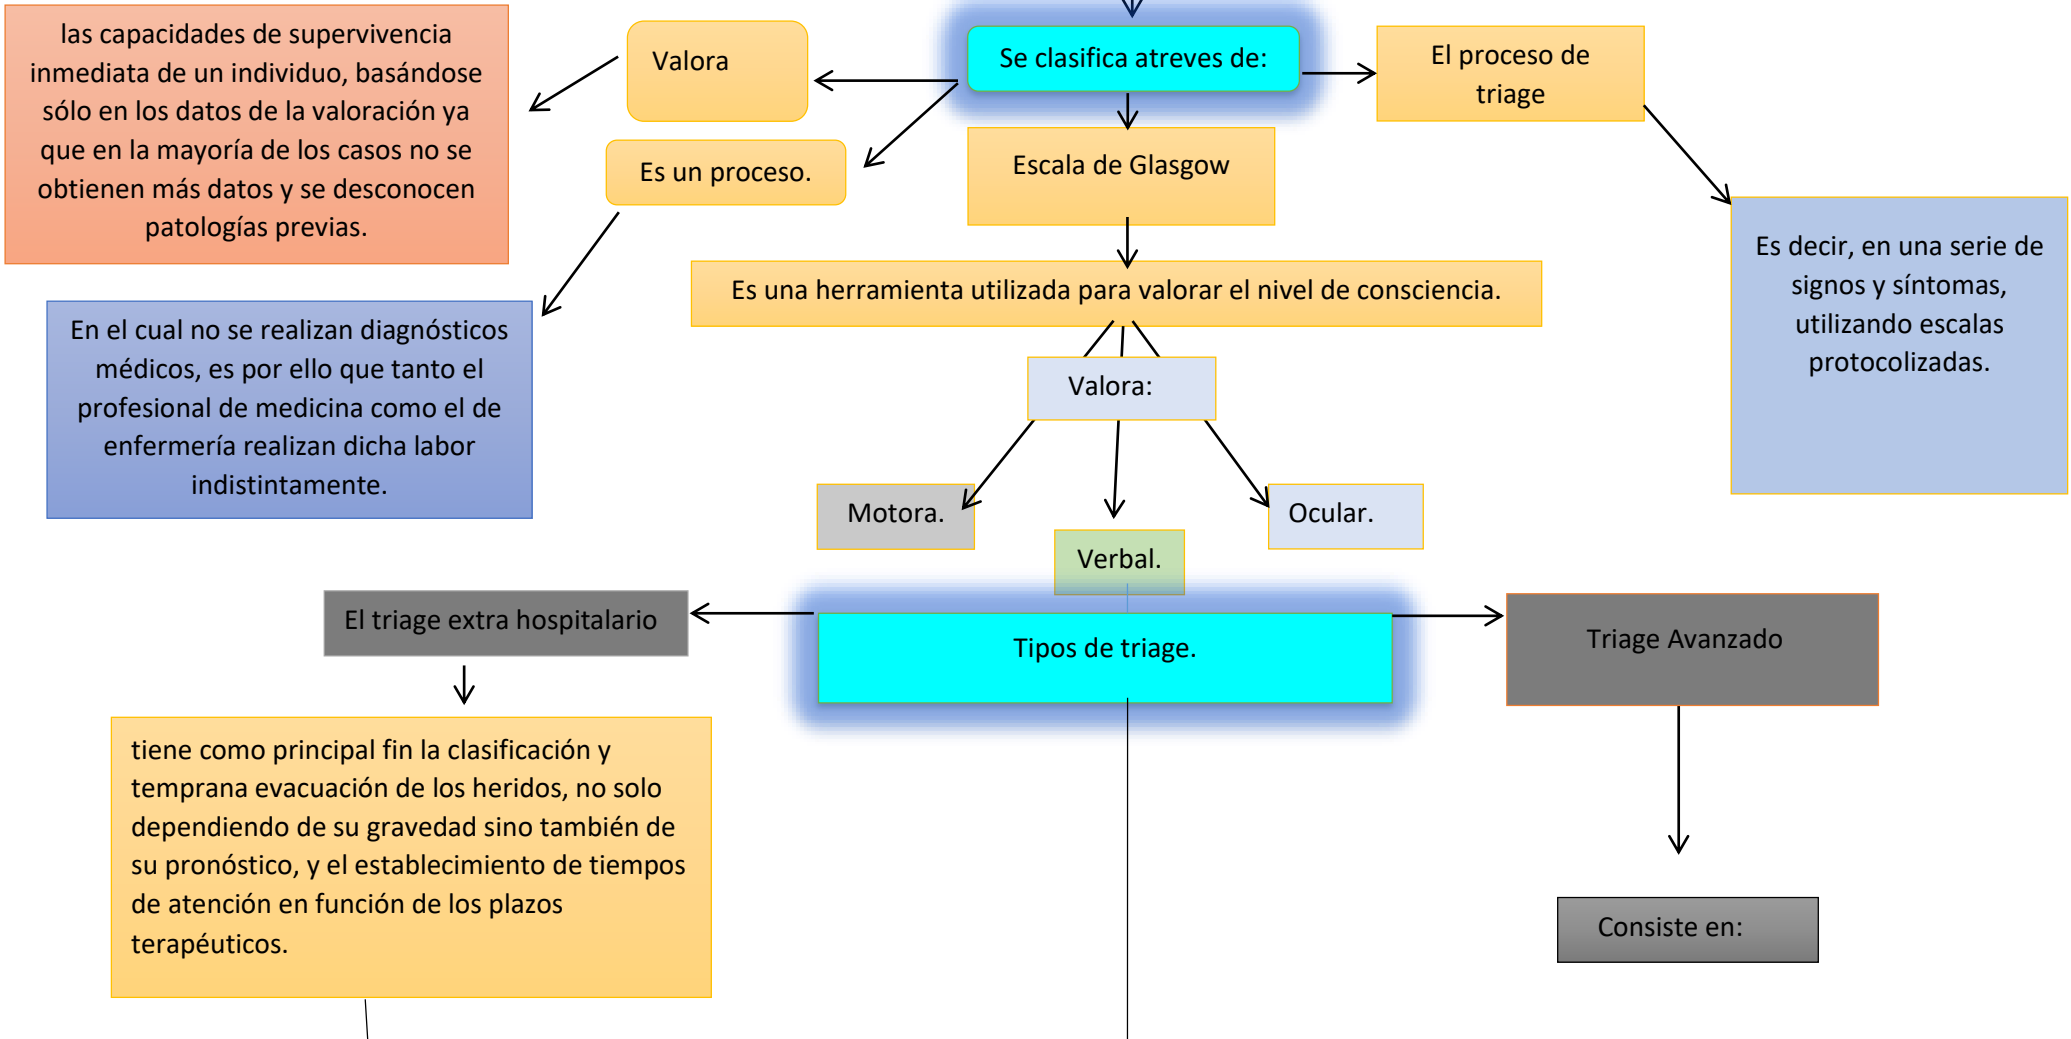 las capacidades de supervivencia
inmediata de un individuo, basándose
sólo en los datos de la valoración ya
que en la mayoría de los casos no se
obtienen más datos y se desconocen
patologías previas.
Valora
Se clasifica atreves de:
El proceso de
triage
Es un proceso.
Escala de Glasgow
Es decir, en una serie de
signos y síntomas,
utilizando escalas
protocolizadas.
Es una herramienta utilizada para valorar el nivel de consciencia.
En el cual no se realizan diagnósticos
médicos, es por ello que tanto el
profesional de medicina como el de
enfermería realizan dicha labor
indistintamente.
Valora:
Motora.
Verbal.
Ocular.
El triage extra hospitalario
Tipos de triage.
Triage Avanzado
tiene como principal fin la clasificación y
temprana evacuación de los heridos, no solo
dependiendo de su gravedad sino también de
su pronóstico, y el establecimiento de tiempos
de atención en función de los plazos
terapéuticos.
Consiste en: